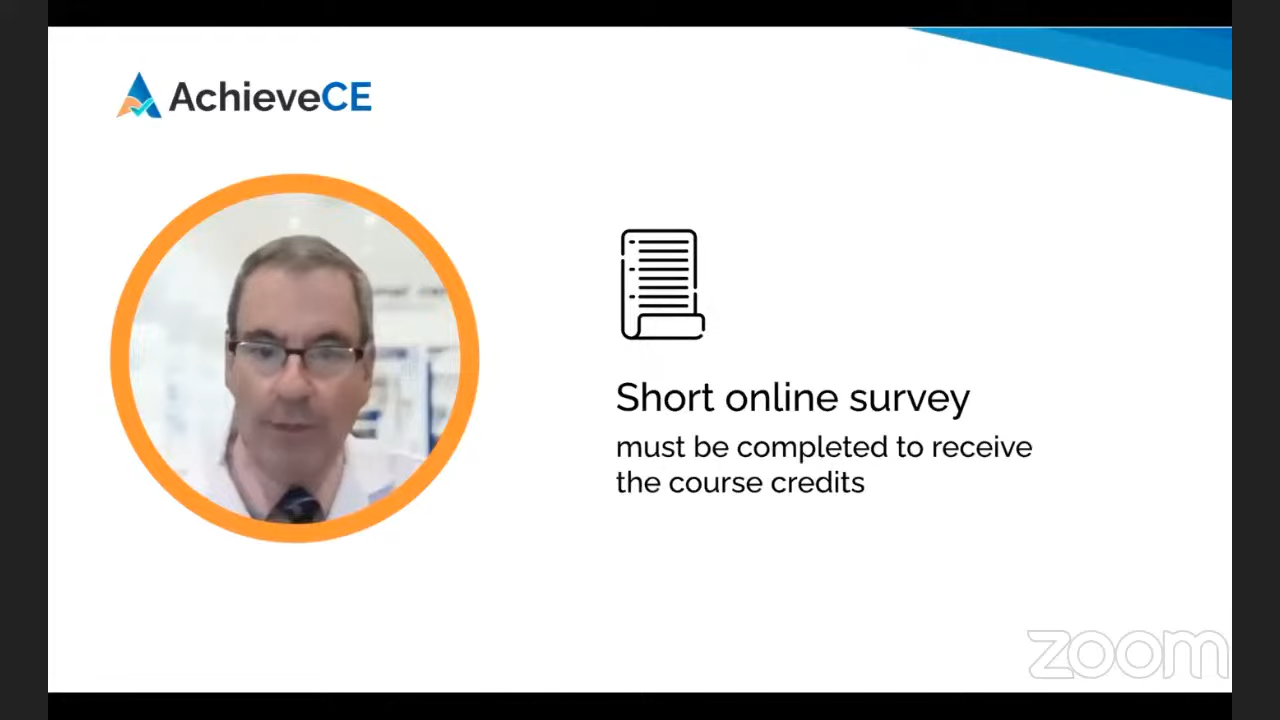 AchieveCE
Short online survey
must be completed to receive
the course credits
zoom